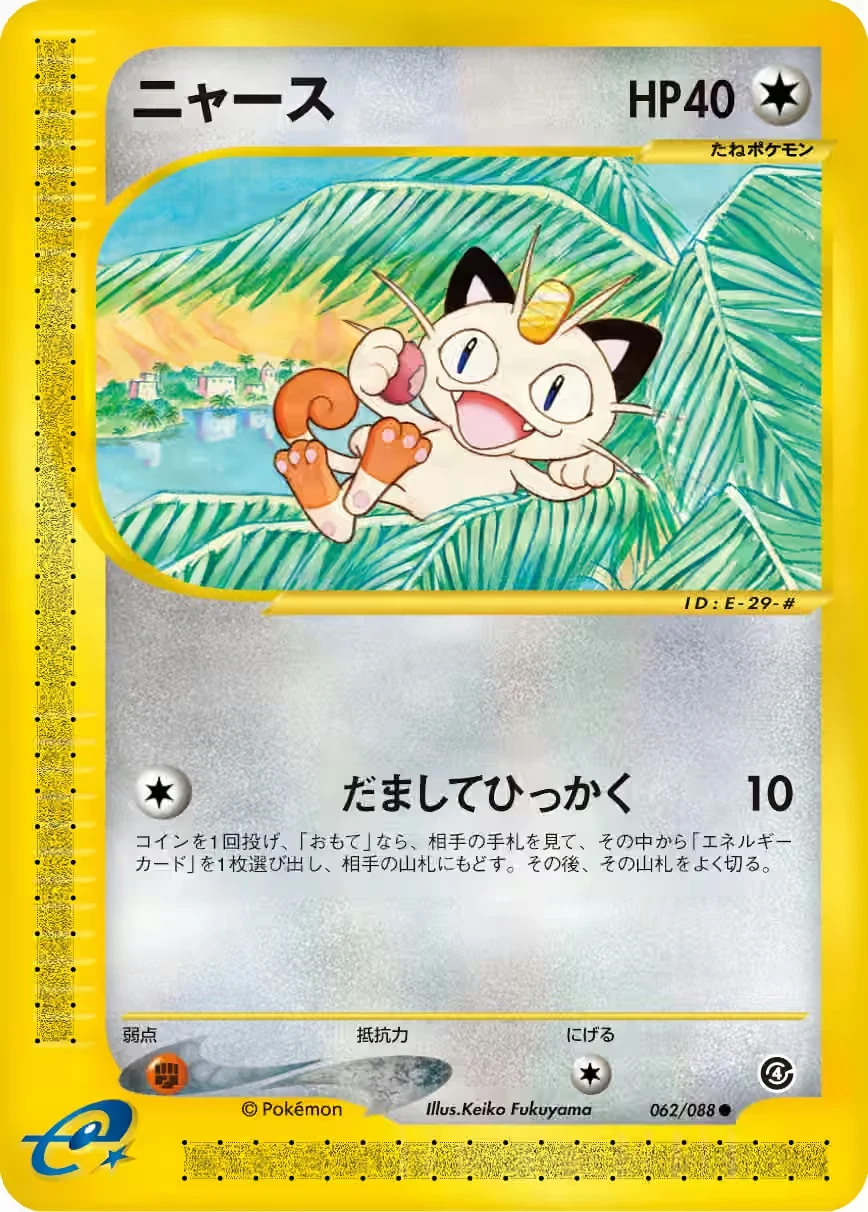 ニャース
HP40
たねポケモン
ID:E-29-#
だましてひっかく 10
コインを1回投げ、「おもて」なら、相手の手札を見て、その中から「エネルギー
カード」を1枚選び出し、相手の山札にもどす。その後、その山札をよく切る。
弱点 抵抗力 にげる
4
© Pokémon Illus.Keiko Fukuyama 062/088 ●
e